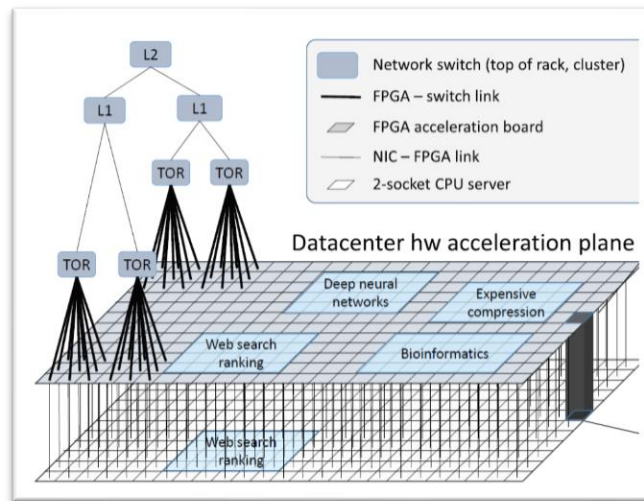 L2
L1
L1
TOR
TOR
TOR
TOR
Network switch (top of rack, cluster)
FPGA – switch link
FPGA acceleration board
NIC – FPGA link
2-socket CPU server
Datacenter hw acceleration plane
Deep neural
networks
Expensive
compression
Web search
ranking
Bioinformatics
Web search
ranking